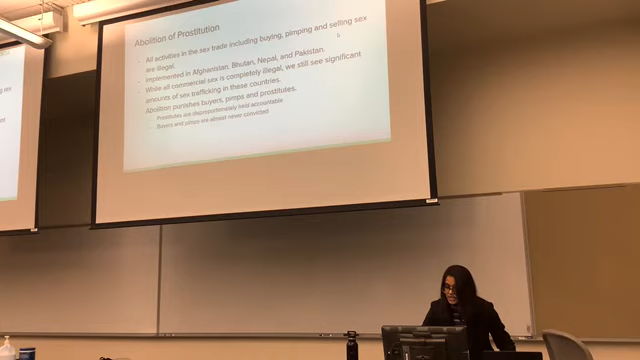 Abolition of Prostitution
- All activities in the sex trade including buying, pimping and selling sex
are illegal.
- Implemented in Afghanistan, Bhutan, Nepal, and Pakistan.
- While all commercial sex is completely illegal, we still see significant
amounts of sex trafficking in these countries.
- Abolition punishes buyers, pimps and prostitutes.
- Prostitutes are disproportionately held accountable
- Buyers and pimps are almost never convicted